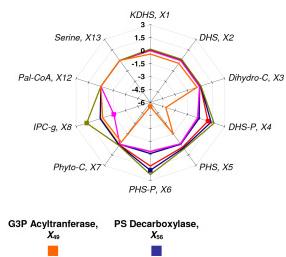 KDHS, X1
3
1.5
0
-1.5
-3
-4.5
-6
Serine, X13
DHS, X2
Pal-CoA, X12
Dihydro-C, X3
IPC-g, X8
DHS-P, X4
Phyto-C, X7
PHS, X5
PHS-P, X6
G3P Acyltranferase,
X49
PS Decarboxylase,
X56